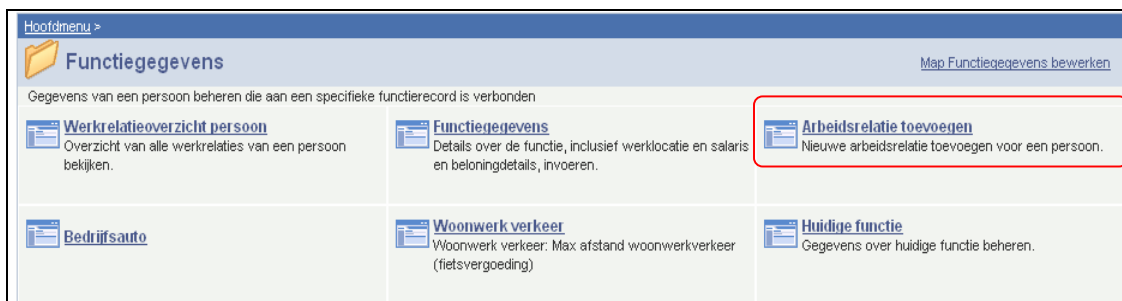 Hoofdmenu >
Functiegegevens
Map Functiegegevens bewerken
Gegevens van een persoon beheren die aan een specifieke functierecord is verbonden
Werkrelatieoverzicht persoon
Overzicht van alle werkrelaties van een persoon
bekijken.
Functiegegevens
Details over de functie, inclusief werklocatie en salaris
en beloningdetails, invoeren.
Arbeidsrelatie toevoegen
Nieuwe arbeidsrelatie toevoegen voor een persoon.
Bedrijfsauto
Woonwerk verkeer
Woonwerk verkeer: Max afstand woonwerkverkeer
(fietsvergoeding)
Huidige functie
Gegevens over huidige functie beheren.